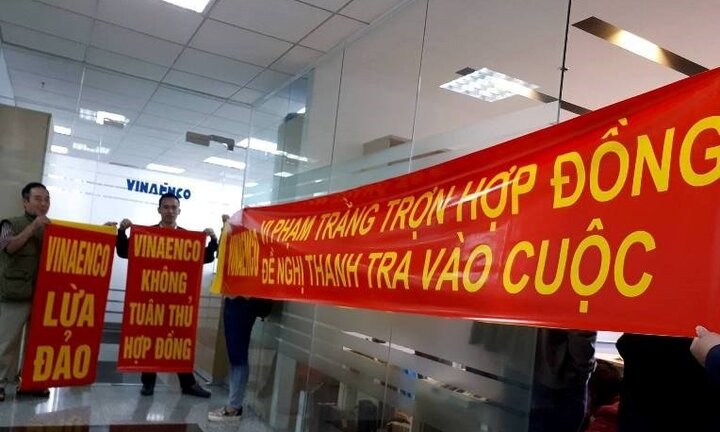 VINAENCO
VINAENCO
LỪA
ĐẢO
VINAENCO
KHÔNG
TUÂN THỦ
HỢP ĐỒNG
VINAENCO
VI PHẠM TRẮNG TRỢN HỢP ĐỒNG
ĐỀ NGHỊ THANH TRA VÀO CUỘC